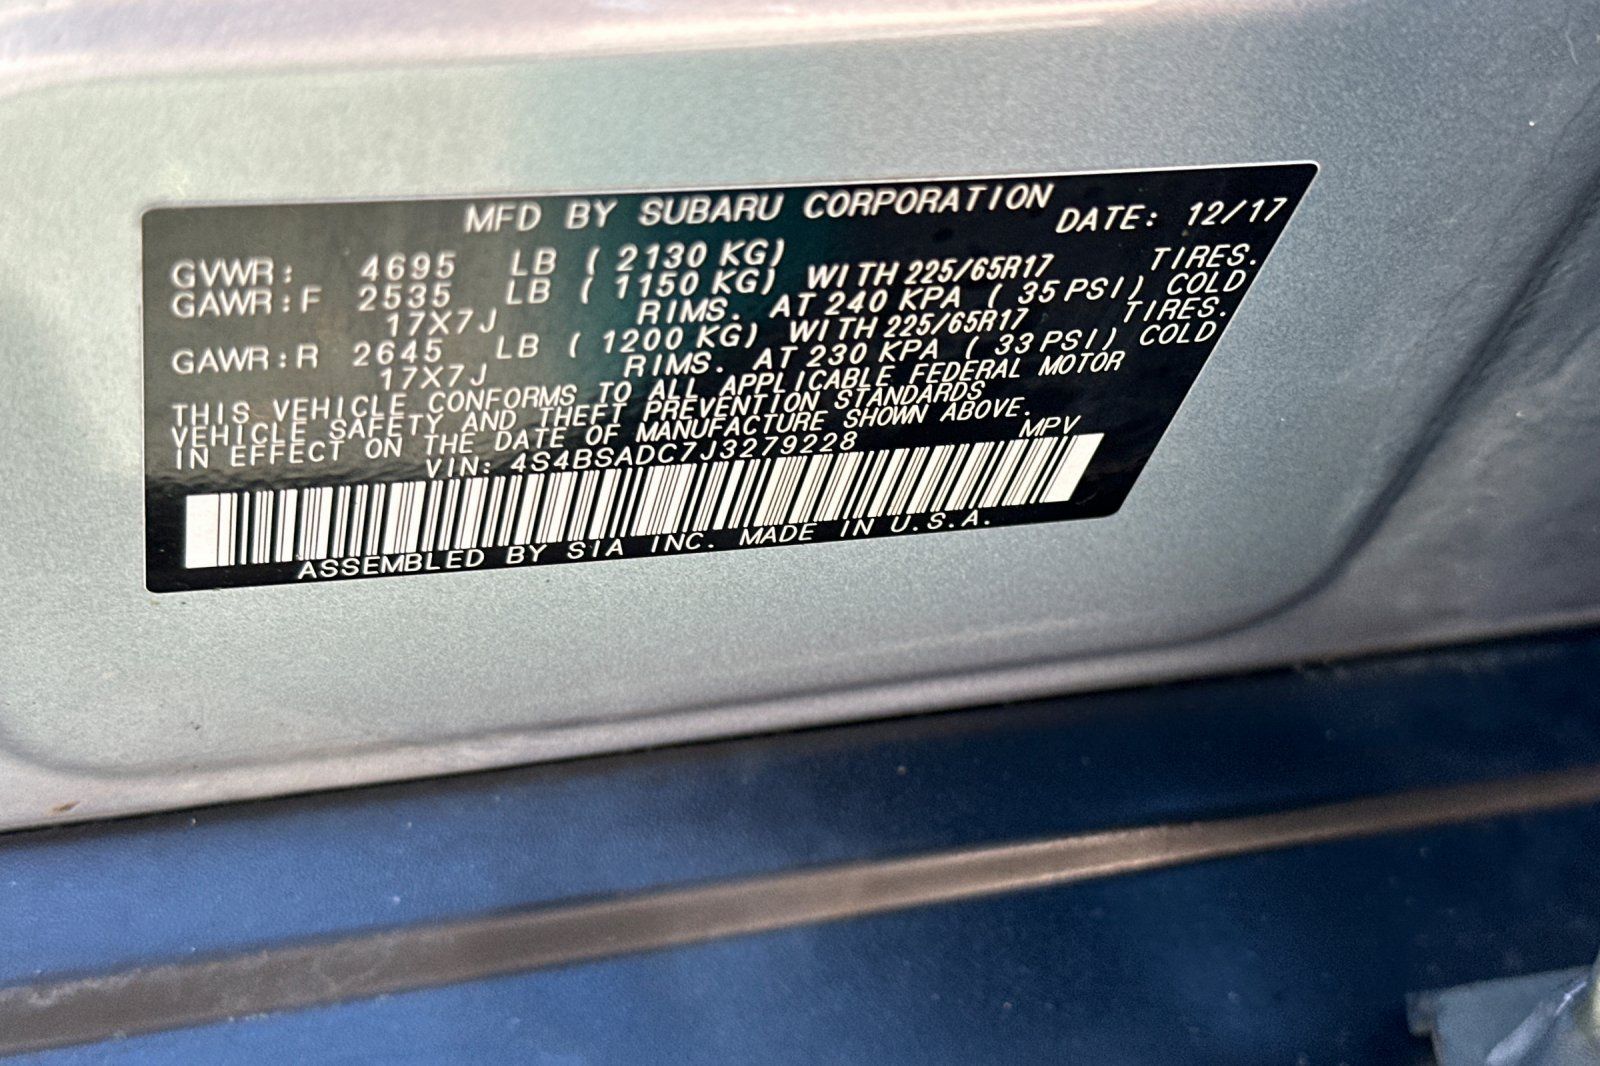 MFD BY SUBARU CORPORATION DATE: 12/17
GVWR: 4695 LB ( 2130 KG)
GAWR:F 2535 LB ( 1150 KG) WITH 225/65R17 TIRES.
17X7J RIMS. AT 240 KPA ( 35 PSI) COLD
GAWR:R 2645 LB ( 1200 KG) WITH 225/65R17 TIRES.
17X7J RIMS. AT 230 KPA ( 33 PSI) COLD
THIS VEHICLE CONFORMS TO ALL APPLICABLE FEDERAL MOTOR
VEHICLE SAFETY AND THEFT PREVENTION STANDARDS
IN EFFECT ON THE DATE OF MANUFACTURE SHOWN ABOVE.
VIN: 4S4BSADC7J3279228 MPV
ASSEMBLED BY SIA INC. MADE IN U.S.A.